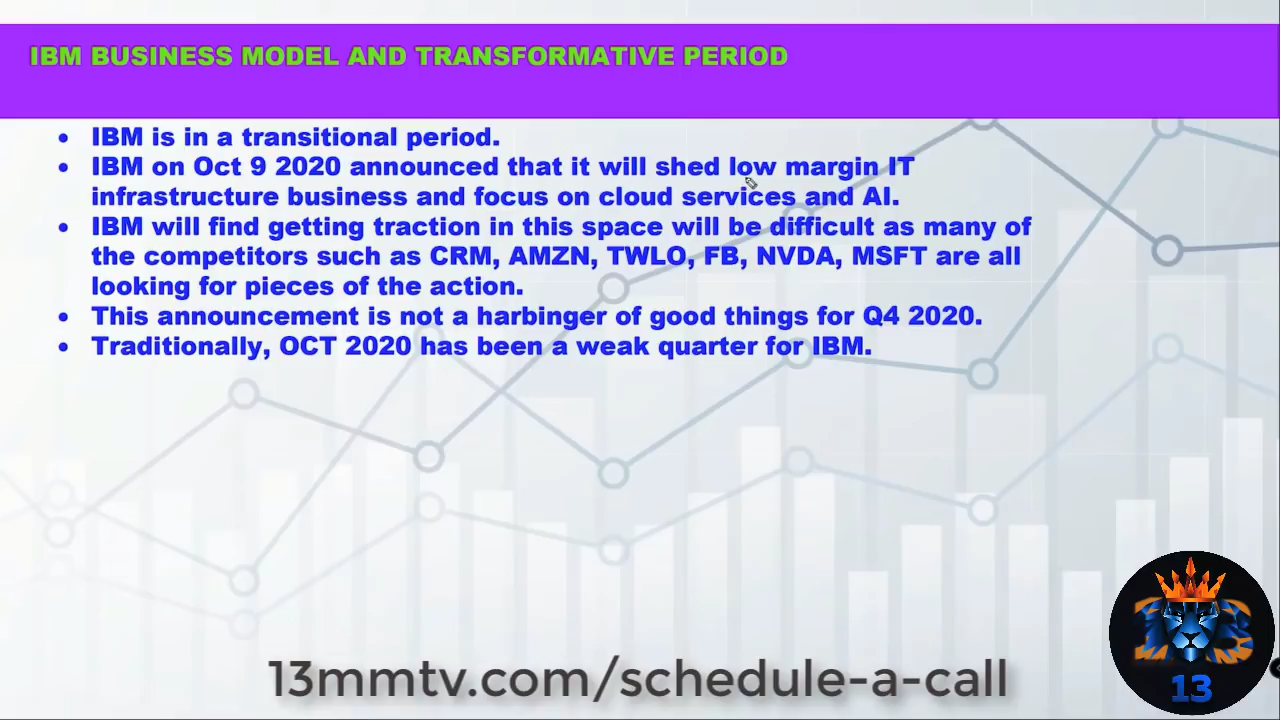 IBM BUSINESS MODEL AND TRANSFORMATIVE PERIOD
• IBM is in a transitional period.
• IBM on Oct 9 2020 announced that it will shed low margin IT
infrastructure business and focus on cloud services and AI.
• IBM will find getting traction in this space will be difficult as many of
the competitors such as CRM, AMZN, TWLO, FB, NVDA, MSFT are all
looking for pieces of the action.
• This announcement is not a harbinger of good things for Q4 2020.
• Traditionally, OCT 2020 has been a weak quarter for IBM.
13mmtv.com/schedule-a-call
13